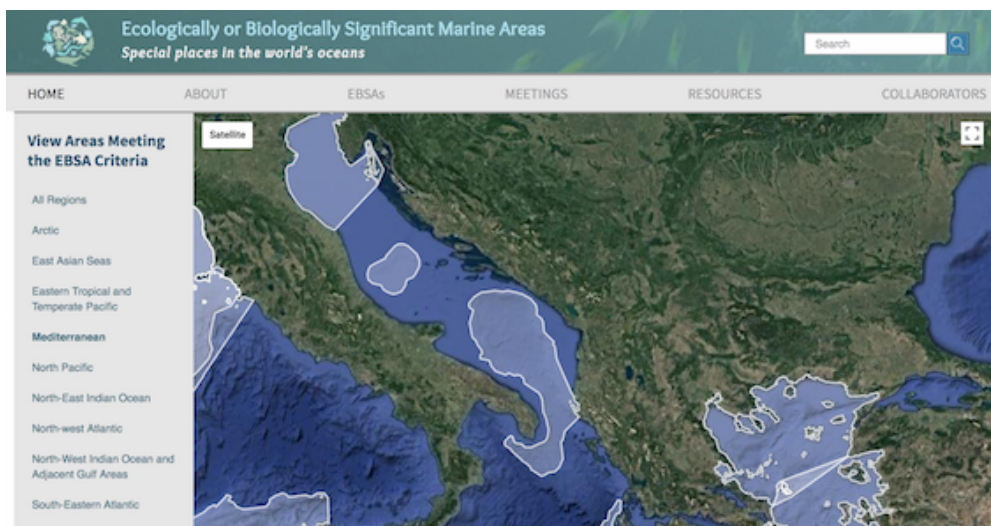 Ecologically or Biologically Significant Marine Areas
Special places in the world's oceans
Search
HOME ABOUT EBSAs MEETINGS RESOURCES COLLABORATORS
View Areas Meeting
the EBSA Criteria
Satellite
All Regions
Arctic
East Asian Seas
Eastern Tropical and
Temperate Pacific
Mediterranean
North Pacific
North-East Indian Ocean
North-west Atlantic
North-West Indian Ocean and
Adjacent Gulf Areas
South-Eastern Atlantic